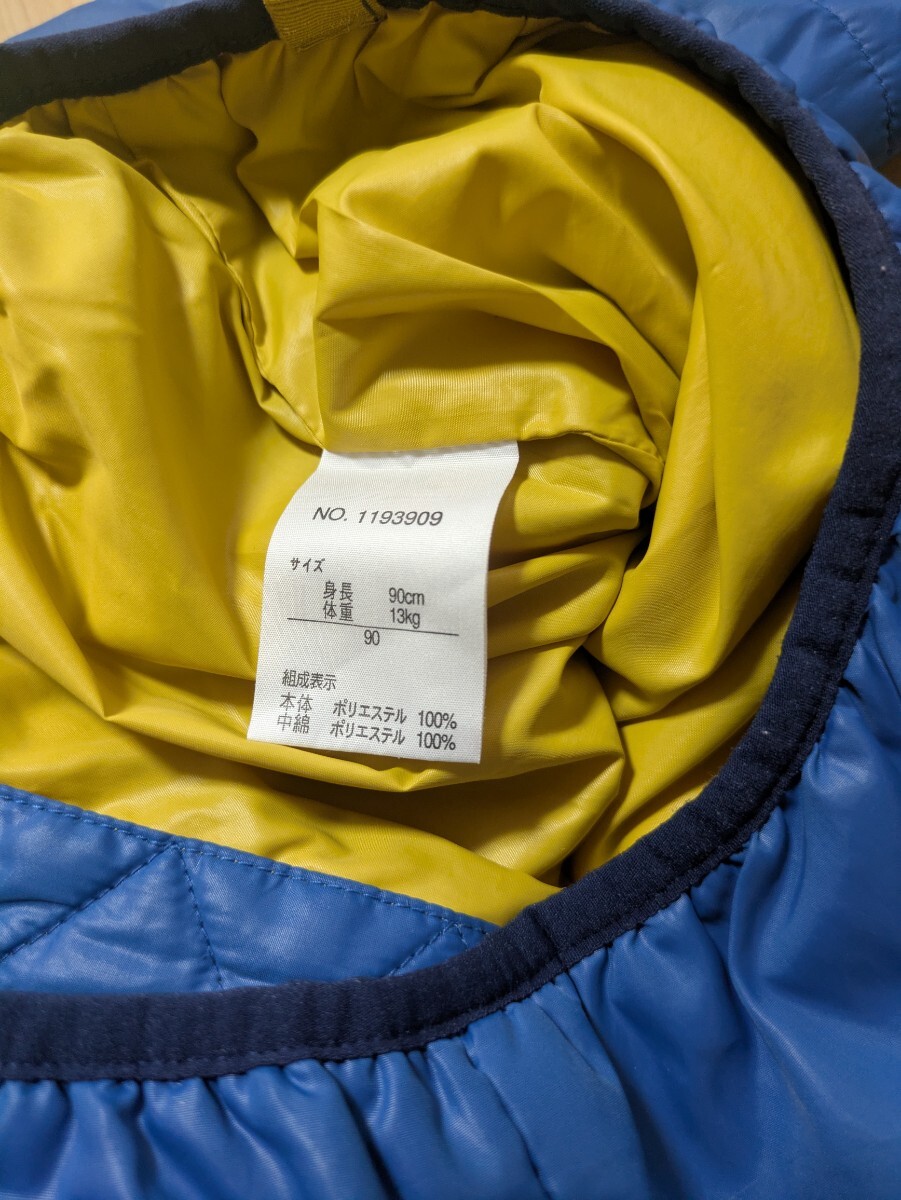 NO. 1193909
サイズ
身長 90cm
体重 13kg
90
組成表示
本体 ポリエステル 100%
中綿 ポリエステル 100%